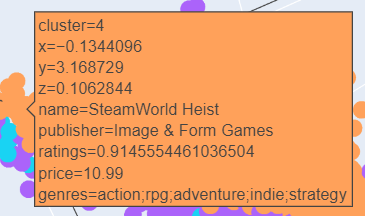 cluster=4
x=−0.1344096
y=3.168729
z=0.1062844
name=SteamWorld Heist
publisher=Image & Form Games
ratings=0.9145554461036504
price=10.99
genres=action;rpg;adventure;indie;strategy